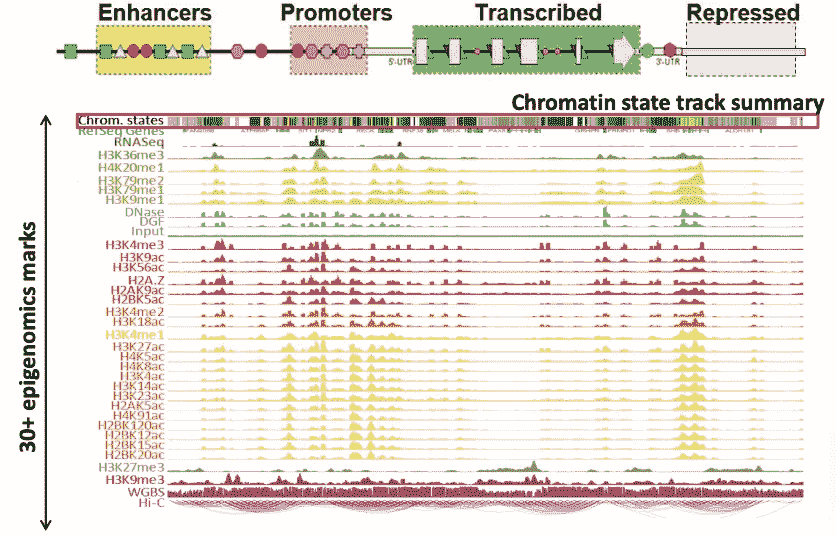 Enhancers Promoters Transcribed Repressed
5'-UTR 3'-UTR
Chromatin state track summary
30+ epigenomics marks
Chrom. states
RefSeq Genes
RNASeq
H3K36me3
H4K20me1
H3K79me2
H3K79me1
H3K9me1
DNase
DGF
Input
H3K4me3
H3K9ac
H3K56ac
H2A.Z
H2AK9ac
H2BK5ac
H3K4me2
H3K18ac
H3K4me1
H3K27ac
H4K5ac
H4K8ac
H3K4ac
H3K14ac
H3K23ac
H2AK5ac
H4K91ac
H2BK120ac
H2BK12ac
H2BK15ac
H2BK20ac
H3K27me3
H3K9me3
WGBS
Hi-C